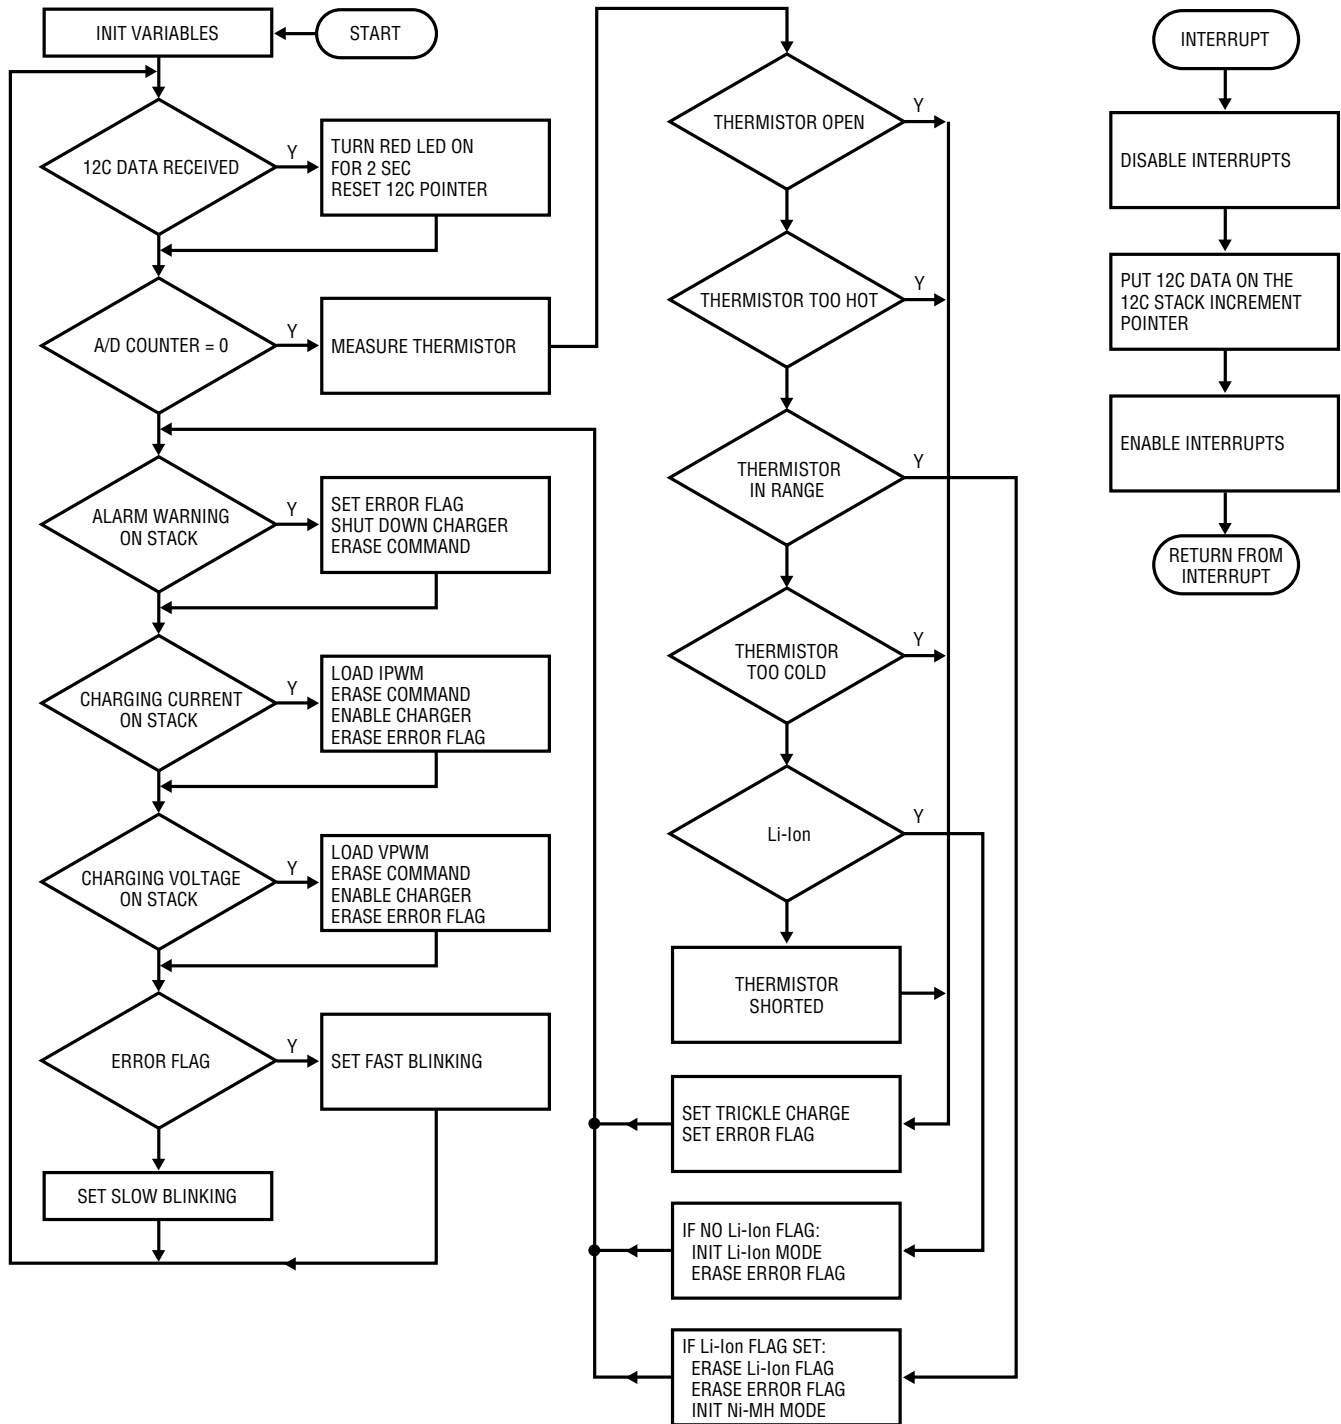 INIT VARIABLES
START
12C DATA RECEIVED
Y
TURN RED LED ON
FOR 2 SEC
RESET 12C POINTER
A/D COUNTER = 0
Y
MEASURE THERMISTOR
ALARM WARNING
ON STACK
Y
SET ERROR FLAG
SHUT DOWN CHARGER
ERASE COMMAND
CHARGING CURRENT
ON STACK
Y
LOAD IPWM
ERASE COMMAND
ENABLE CHARGER
ERASE ERROR FLAG
CHARGING VOLTAGE
ON STACK
Y
LOAD VPWM
ERASE COMMAND
ENABLE CHARGER
ERASE ERROR FLAG
ERROR FLAG
Y
SET FAST BLINKING
SET SLOW BLINKING
THERMISTOR OPEN
Y
THERMISTOR TOO HOT
Y
THERMISTOR
IN RANGE
Y
THERMISTOR
TOO COLD
Y
Li-Ion
Y
THERMISTOR
SHORTED
SET TRICKLE CHARGE
SET ERROR FLAG
IF NO Li-Ion FLAG:
INIT Li-Ion MODE
ERASE ERROR FLAG
IF Li-Ion FLAG SET:
ERASE Li-Ion FLAG
ERASE ERROR FLAG
INIT Ni-MH MODE
INTERRUPT
DISABLE INTERRUPTS
PUT 12C DATA ON THE
12C STACK INCREMENT
POINTER
ENABLE INTERRUPTS
RETURN FROM
INTERRUPT